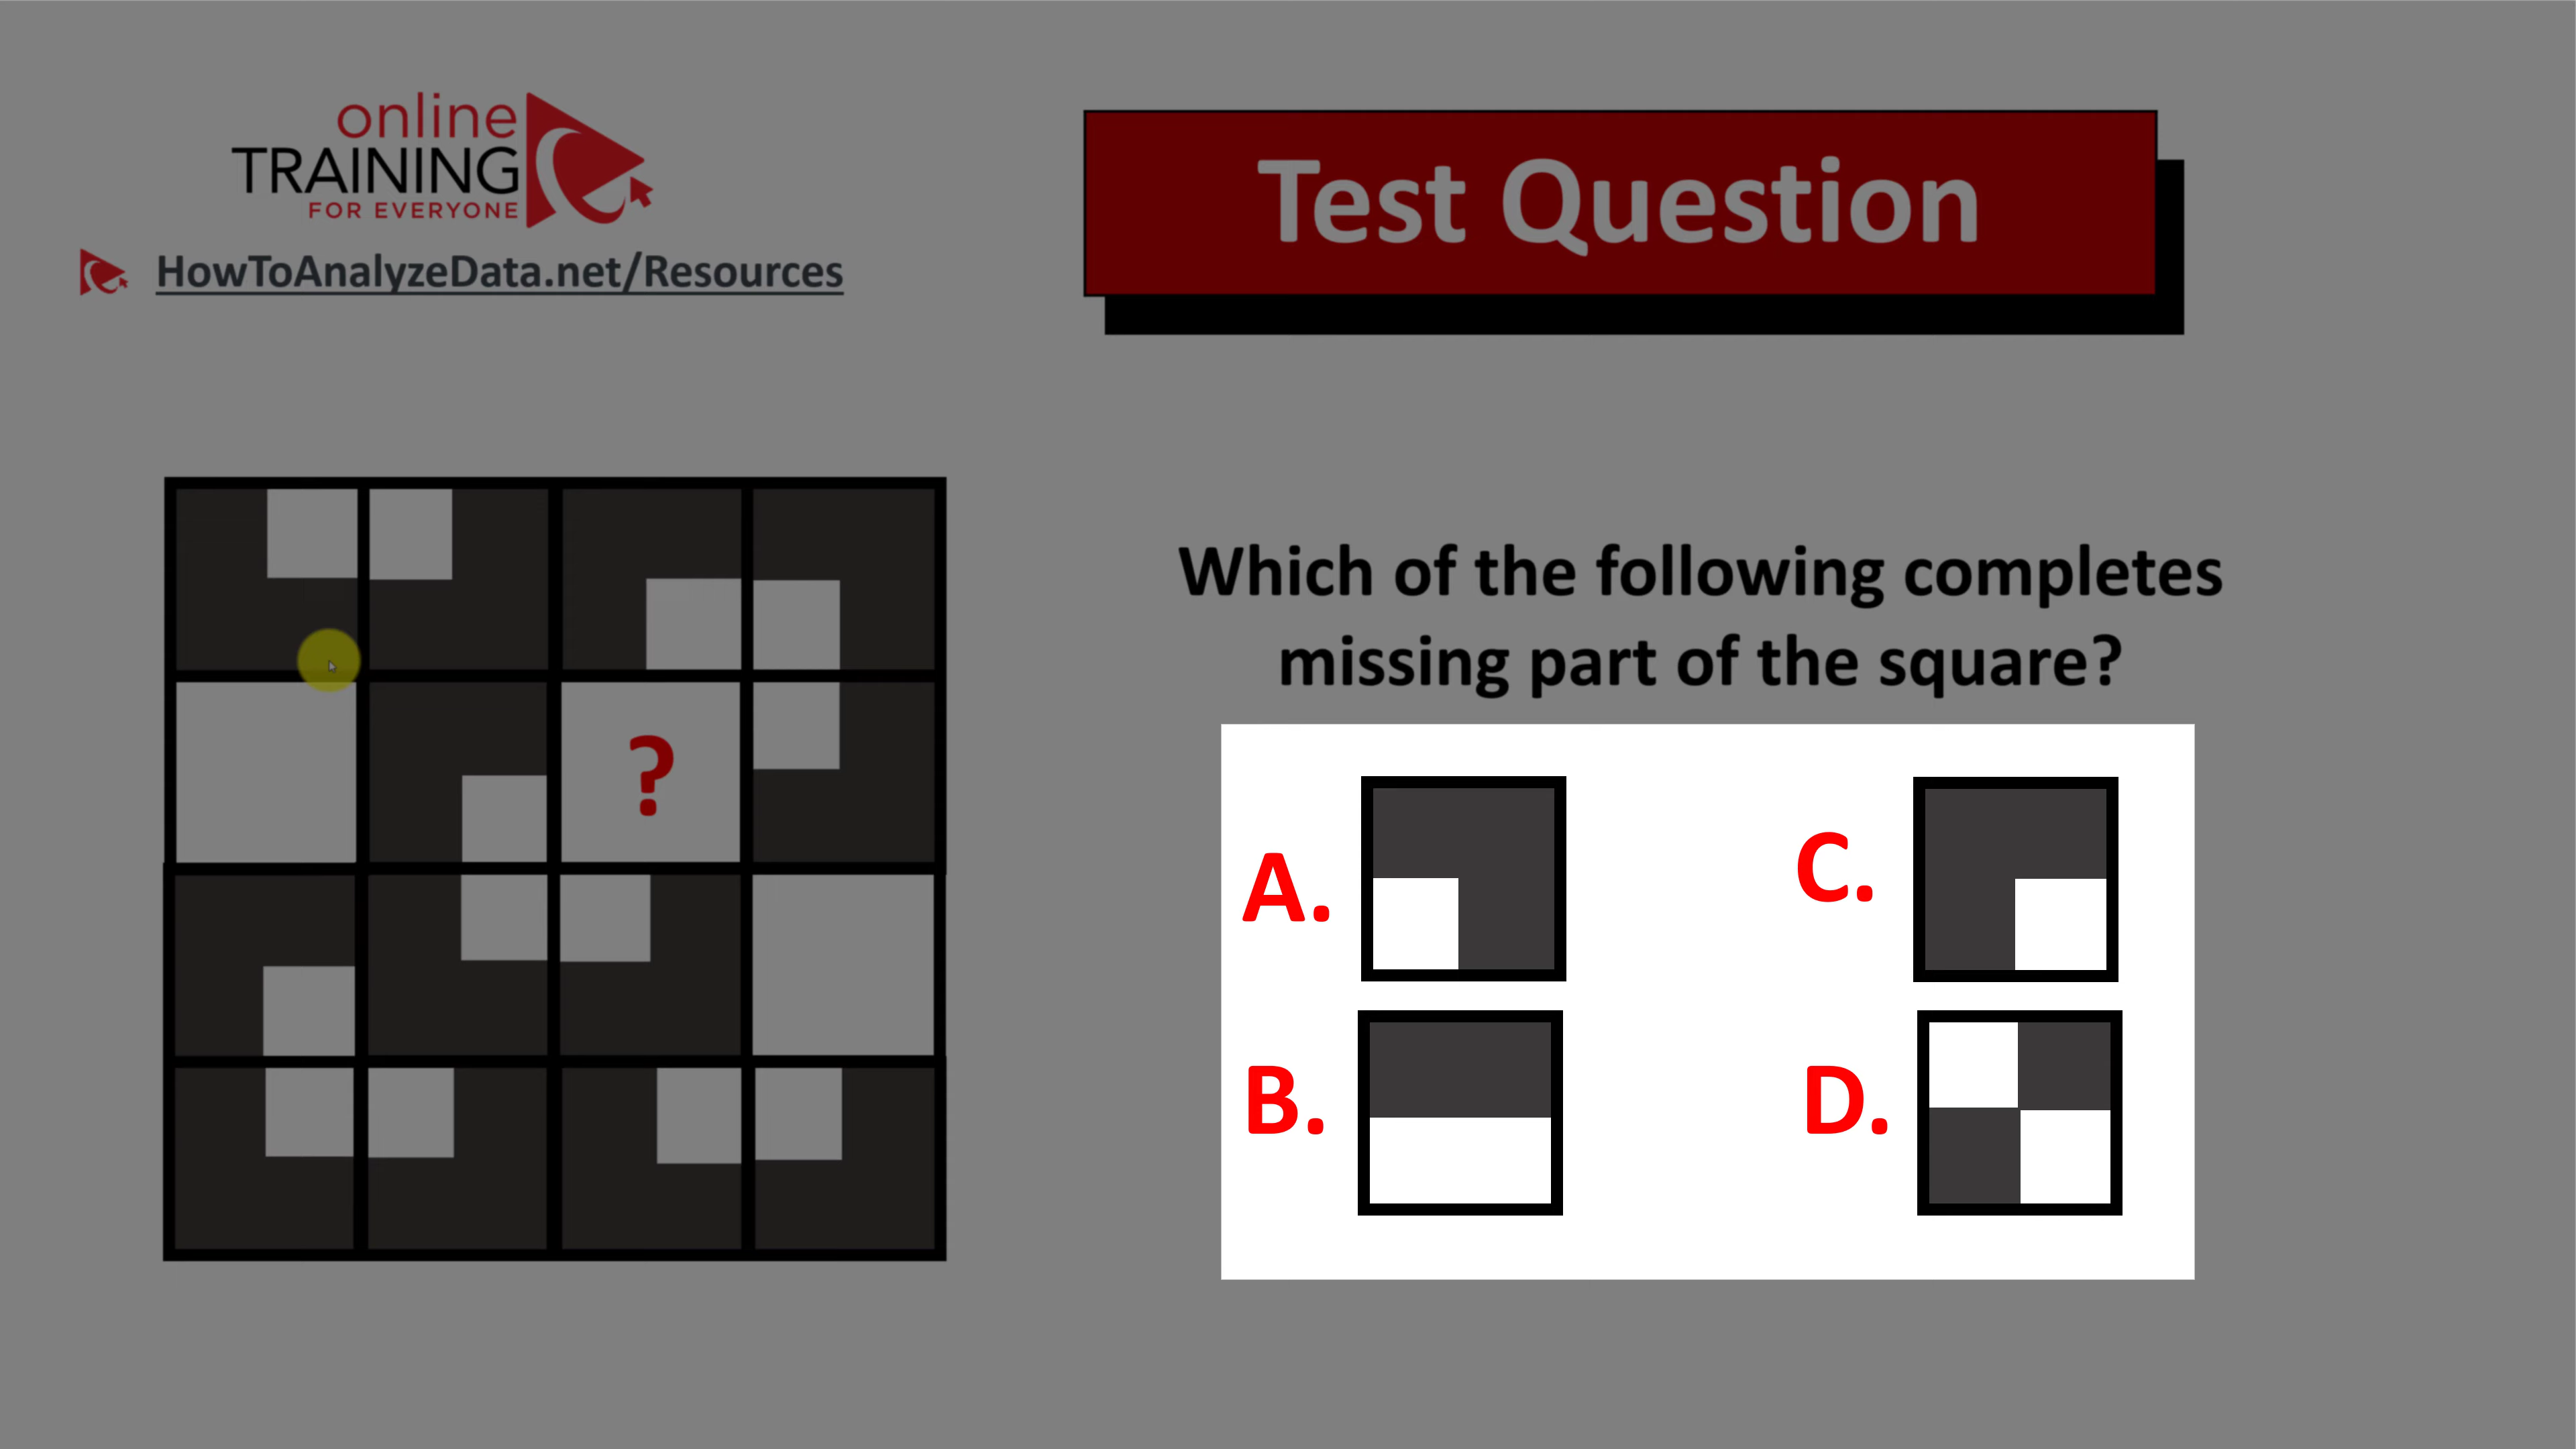 online
TRAINING
FOR EVERYONE
HowToAnalyzeData.net/Resources
Test Question
Which of the following completes
missing part of the square?
?
A.
C.
B.
D.